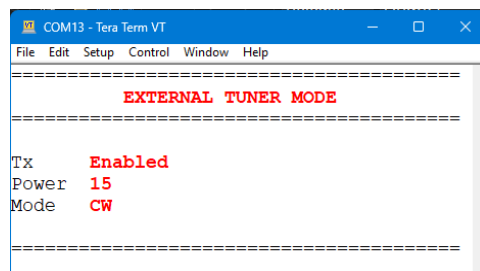 COM13 - Tera Term VT
File Edit Setup Control Window Help
========================================
EXTERNAL TUNER MODE
========================================
Tx Enabled
Power 15
Mode CW
========================================